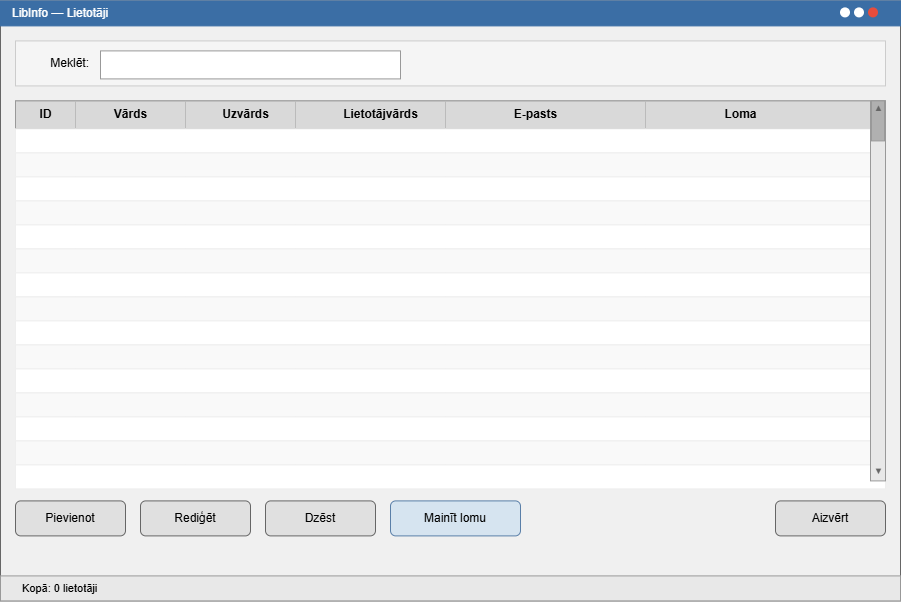 LibInfo — Lietotāji
Meklēt:
ID Vārds Uzvārds Lietotājvārds E-pasts Loma
Pievienot Rediģēt Dzēst Mainīt lomu Aizvērt
Kopā: 0 lietotāji